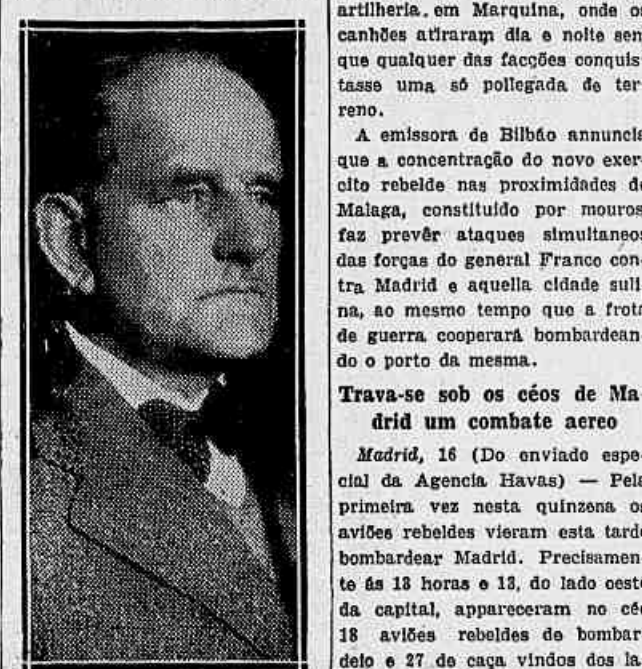 artilheria, em Marquina, onde os
canhões atiraram dia e noite sem
que qualquer das facções conquis
tasse uma só pollegada de ter-
reno.
A emissora de Bilbáo annuncia
que a concentração do novo exer-
cito rebelde nas proximidades de
Malaga, constituido por mouros,
faz prevêr ataques simultaneos
das forças do general Franco con-
tra Madrid e aquella cidade suli-
na, ao mesmo tempo que a frota
de guerra cooperará bombardean-
do o porto da mesma.
Trava-se sob os céos de Ma
drid um combate aereo
Madrid, 16 (Do enviado espe-
cial da Agencia Havas) — Pela
primeira vez nesta quinzena os
aviões rebeldes vieram esta tarde
bombardear Madrid. Precisamen-
te ás 13 horas e 13, do lado oeste
da capital, appareceram no céo
18 aviões rebeldes de bombar
deio e 27 de caça vindos dos la